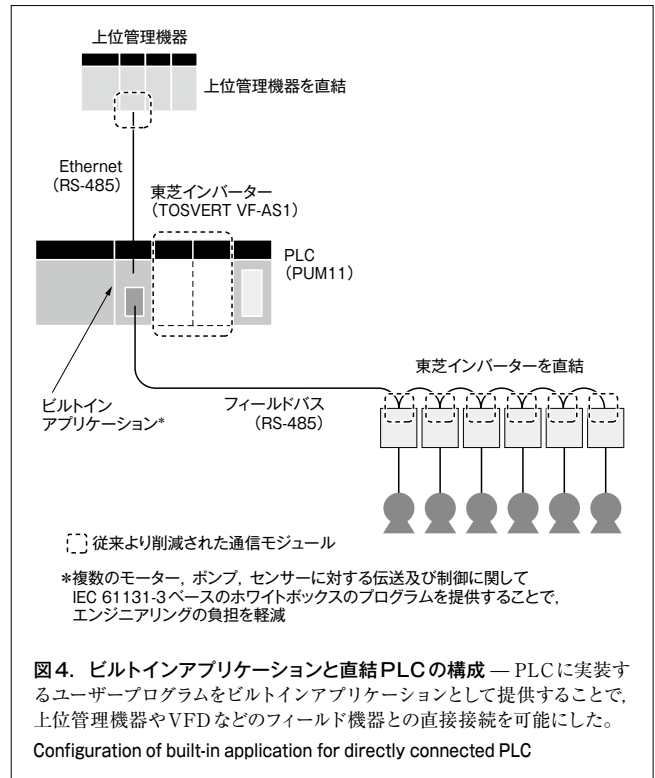 上位管理機器
上位管理機器を直結
Ethernet
（RS-485）
東芝インバーター
（TOSVERT VF-AS1）
PLC
（PUM11）
東芝インバーターを直結
ビルトイン
アプリケーション*
フィールドバス
（RS-485）
従来より削減された通信モジュール
*複数のモーター，ポンプ，センサーに対する伝送及び制御に関して
IEC 61131-3ベースのホワイトボックスのプログラムを提供することで，
エンジニアリングの負担を軽減
図4．ビルトインアプリケーションと直結PLCの構成 — PLCに実装す
るユーザープログラムをビルトインアプリケーションとして提供することで，
上位管理機器やVFDなどのフィールド機器との直接接続を可能にした。
Configuration of built-in application for directly connected PLC